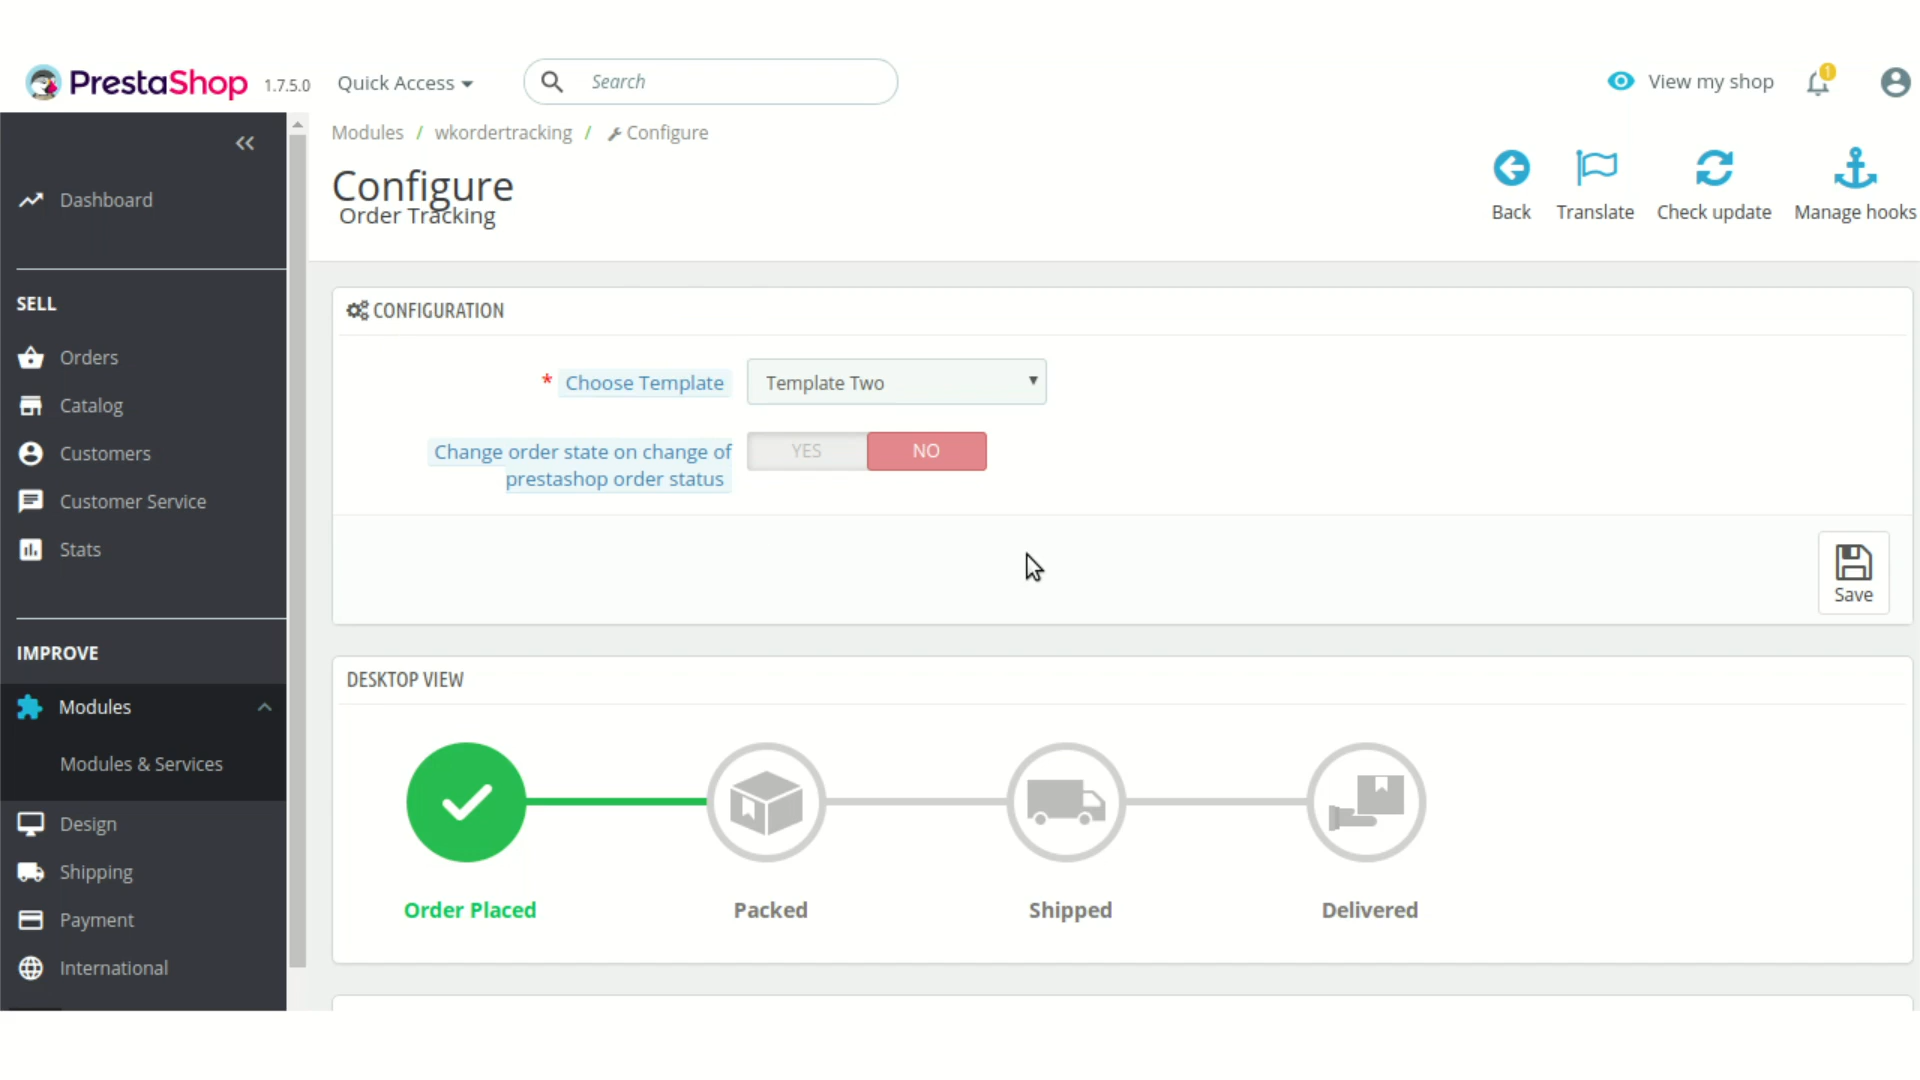 PrestaShop 1.7.5.0 Quick Access Search View my shop 1
Modules / wkordertracking / Configure
Configure
Order Tracking
Back Translate Check update Manage hooks
Dashboard
SELL
Orders
Catalog
Customers
Customer Service
Stats
IMPROVE
Modules
Modules & Services
Design
Shipping
Payment
International
CONFIGURATION
* Choose Template Template Two
Change order state on change of YES NO
prestashop order status
Save
DESKTOP VIEW
Order Placed Packed Shipped Delivered